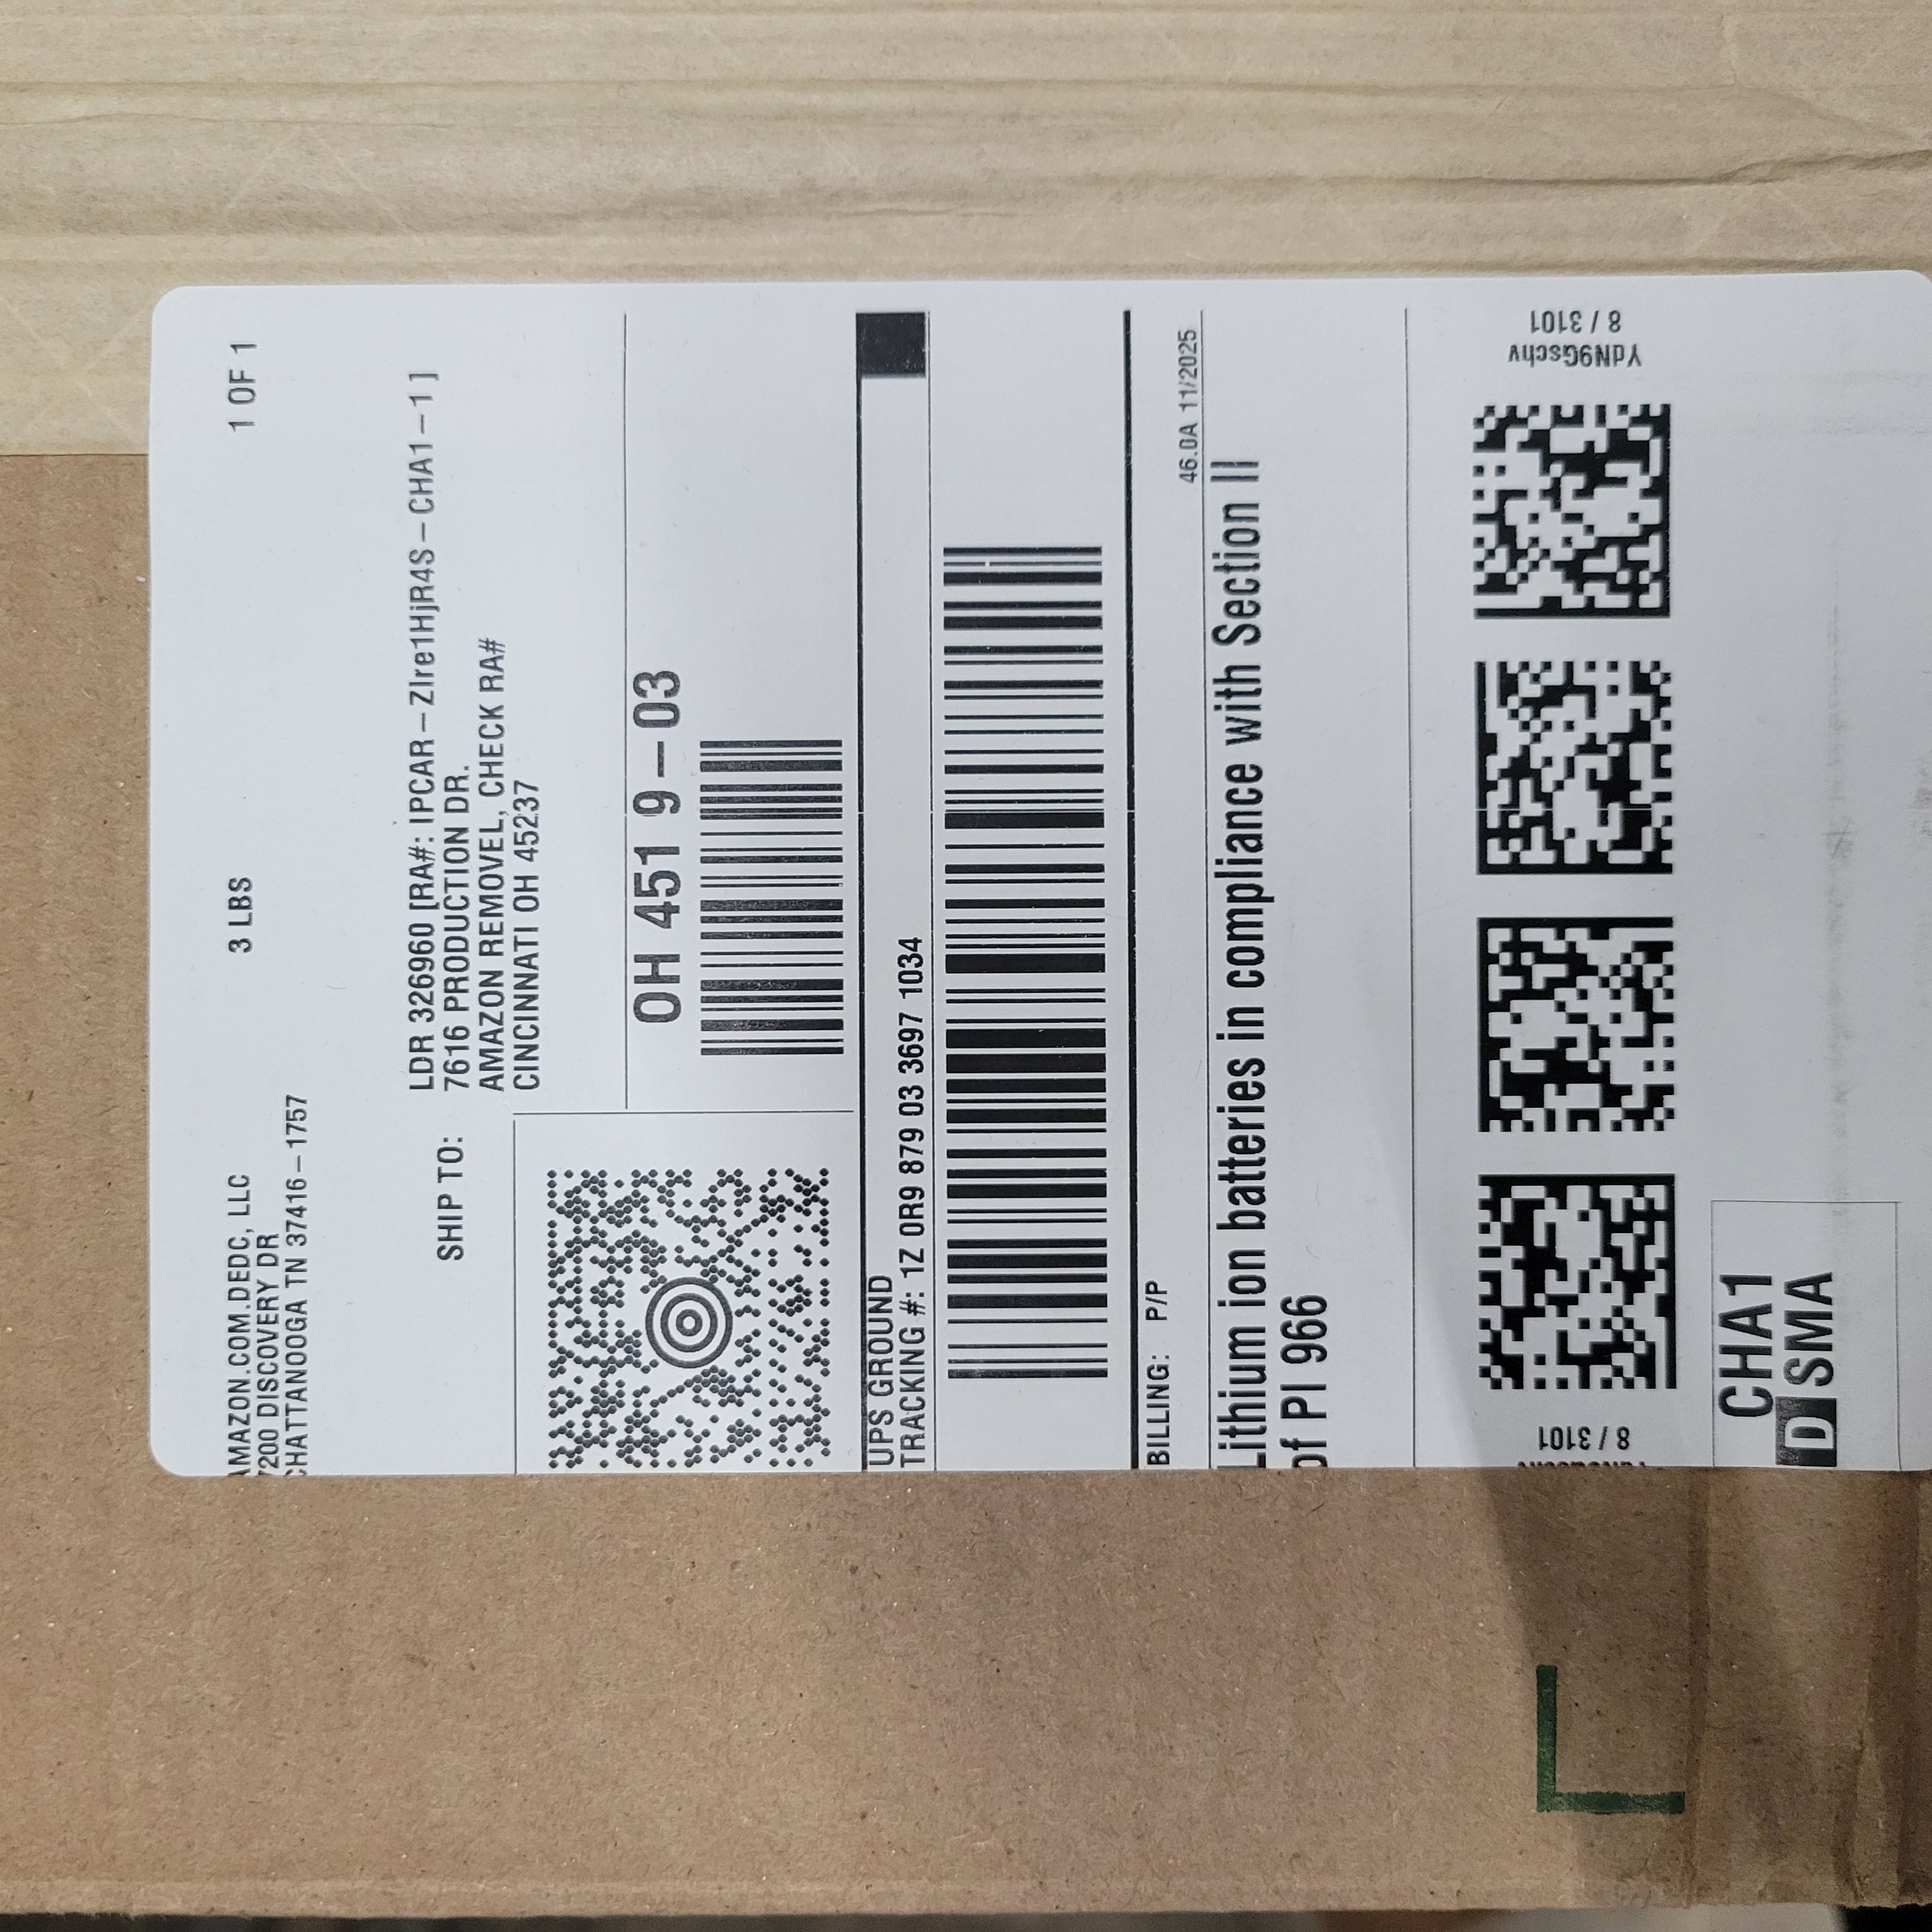 AMAZON.COM.DEDC, LLC
7200 DISCOVERY DR
CHATTANOOGA TN 37416-1757
3 LBS
1 OF 1
SHIP TO:
LDR 326960 [RA#: IPCAR-ZIre1HjR4S-CHA1-1 ]
7616 PRODUCTION DR.
AMAZON REMOVEL, CHECK RA#
CINCINNATI OH 45237
OH 451 9-03
UPS GROUND
TRACKING #: 1Z 0R9 879 03 3697 1034
BILLING: P/P
46.0A 11/2025
Lithium ion batteries in compliance with Section II
of PI 966
YdN9Gschv
8 / 3101
8 / 3101
CHA1
D SMA